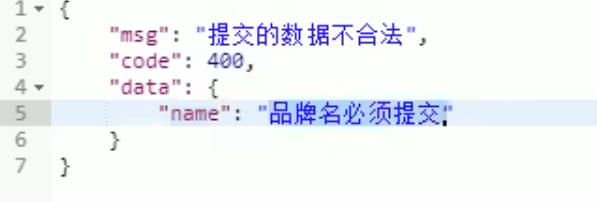 1 {
2 "msg": "提交的数据不合法",
3 "code": 400,
4 "data": {
5 "name": "品牌名必须提交"
6 }
7 }